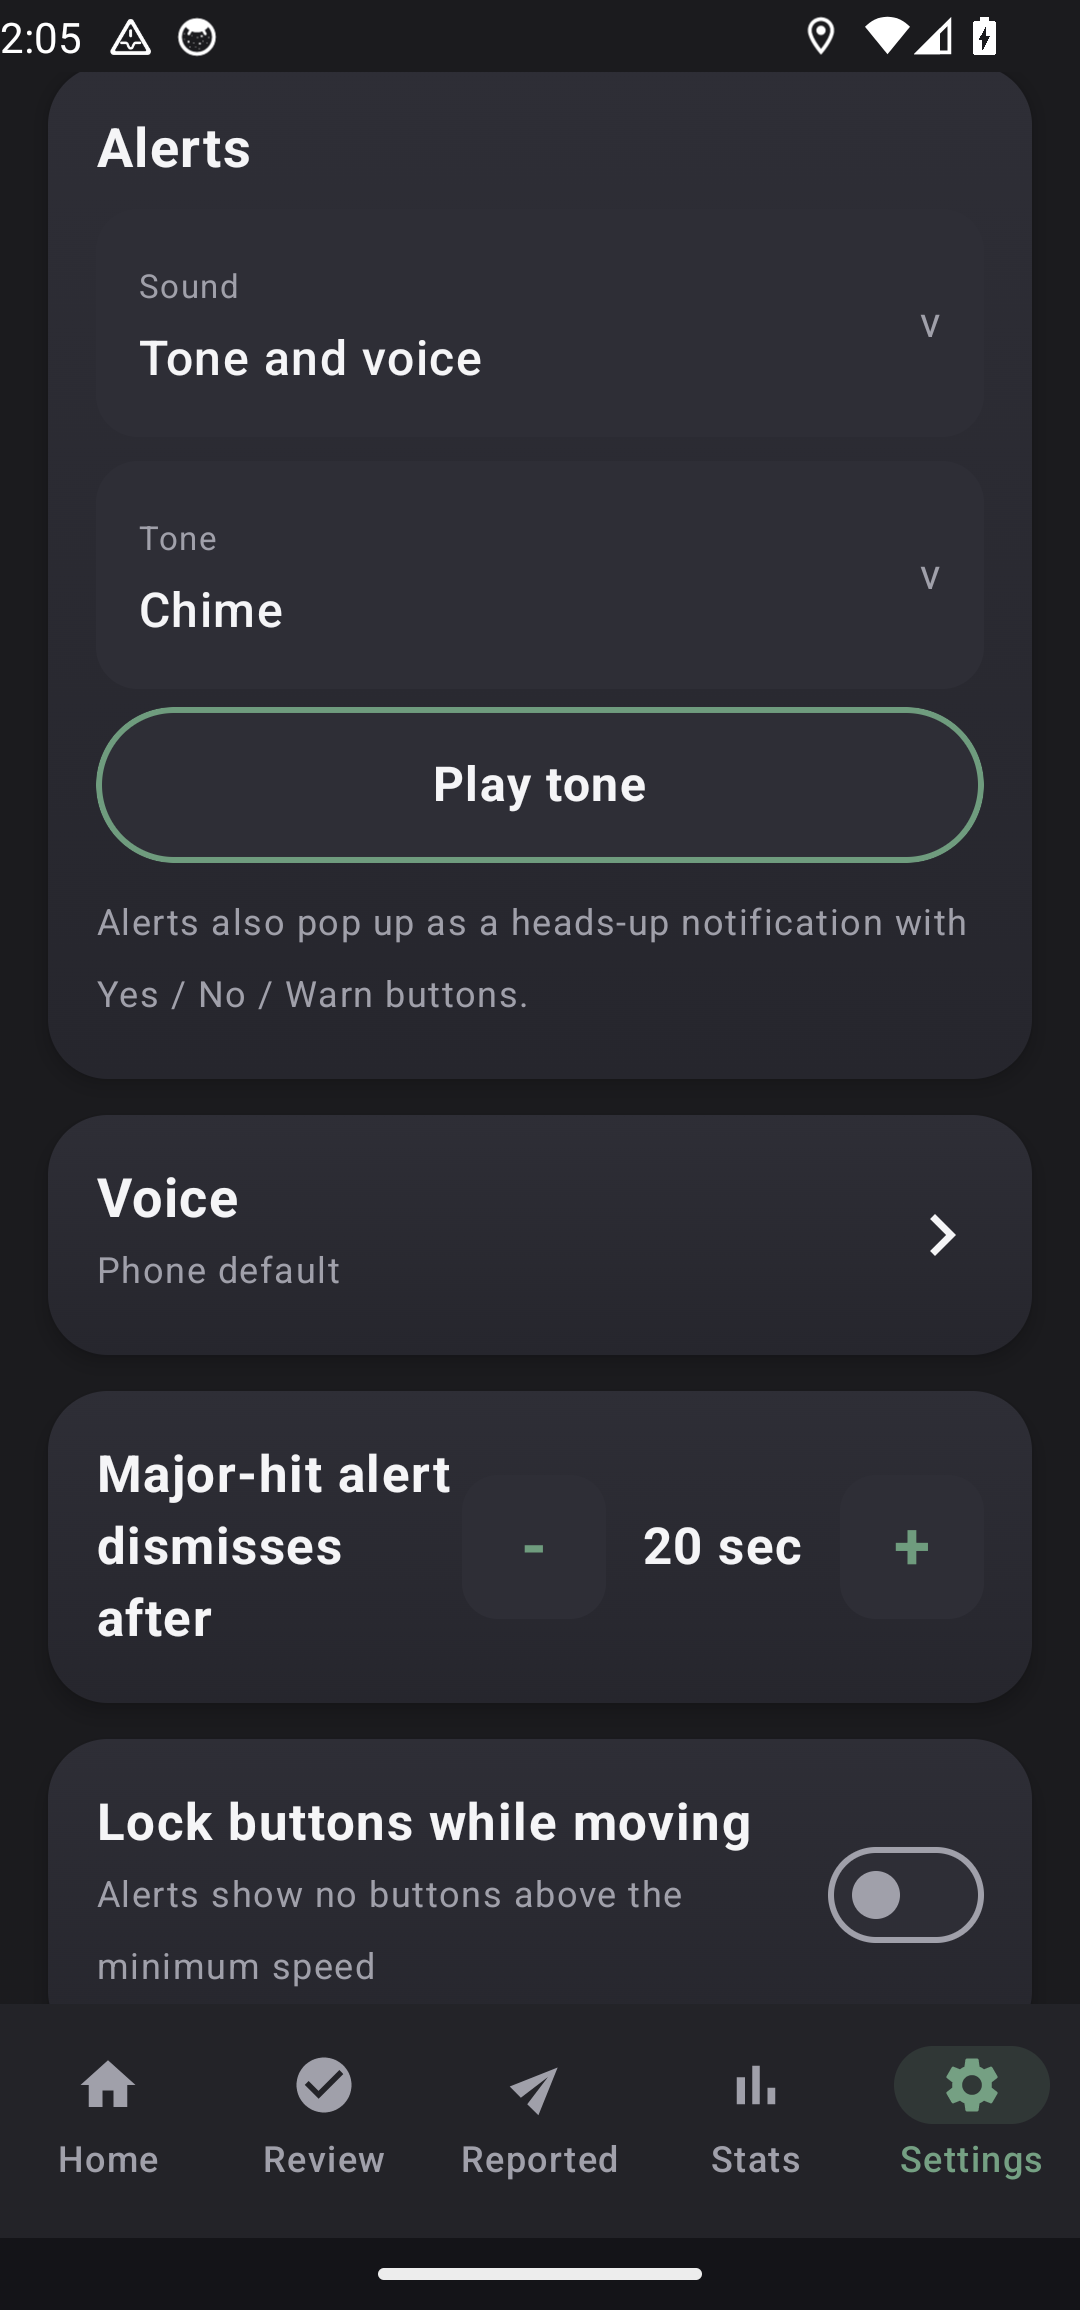 2:05
Alerts
Sound
Tone and voice
v
Tone
Chime
v
Play tone
Alerts also pop up as a heads-up notification with
Yes / No / Warn buttons.
Voice
Phone default
Major-hit alert
dismisses
after
- 20 sec +
Lock buttons while moving
Alerts show no buttons above the
minimum speed
Home Review Reported Stats Settings